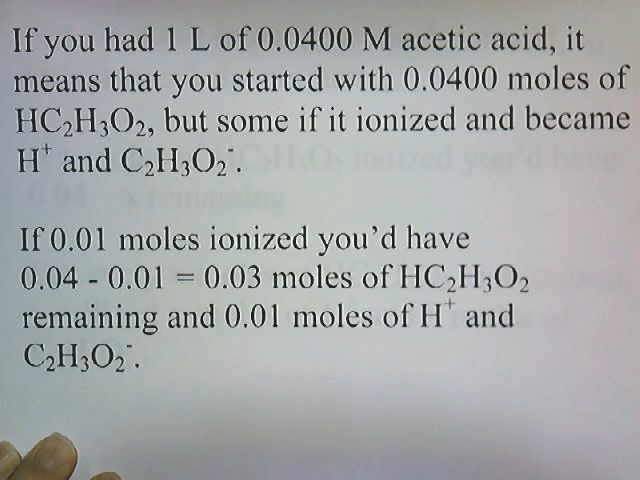 If you had 1 L of 0.0400 M acetic acid, it
means that you started with 0.0400 moles of
HC₂H₃O₂, but some if it ionized and became
H⁺ and C₂H₃O₂⁻.
If 0.01 moles ionized you'd have
0.04 - 0.01 = 0.03 moles of HC₂H₃O₂
remaining and 0.01 moles of H⁺ and
C₂H₃O₂⁻.